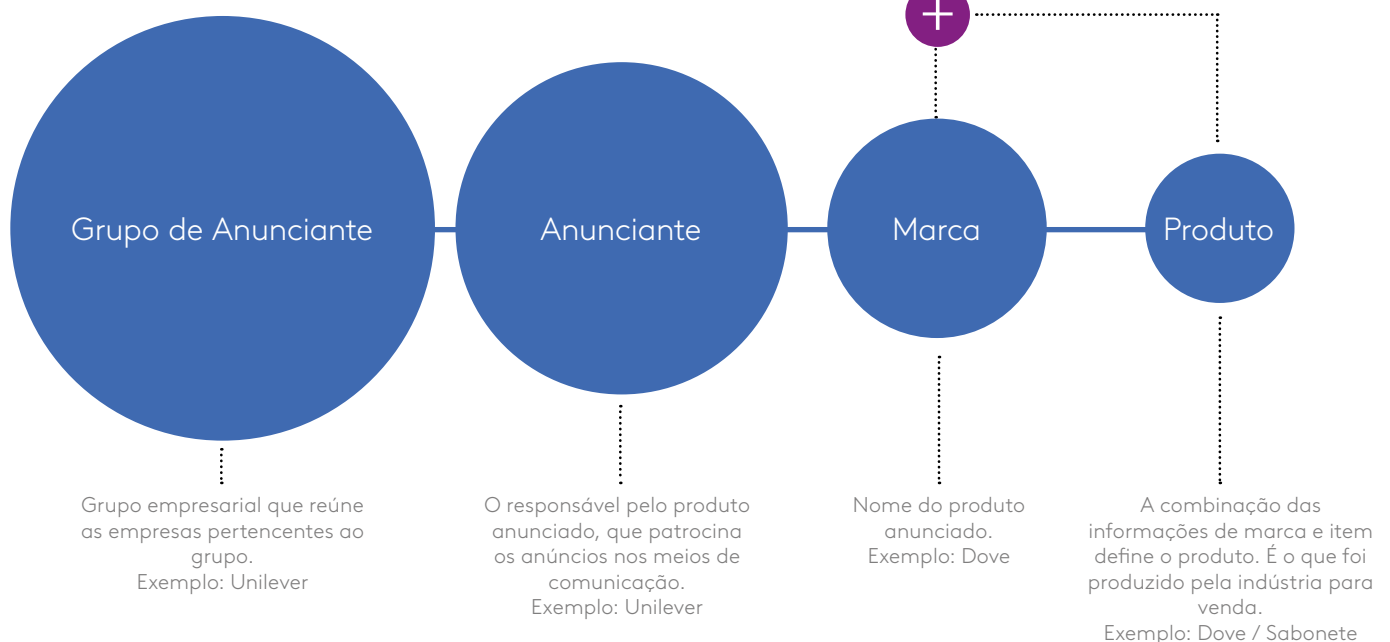 +
Grupo de Anunciante
Anunciante
Marca
Produto
Grupo empresarial que reúne
as empresas pertencentes ao
grupo.
Exemplo: Unilever
O responsável pelo produto
anunciado, que patrocina
os anúncios nos meios de
comunicação.
Exemplo: Unilever
Nome do produto
anunciado.
Exemplo: Dove
A combinação das
informações de marca e item
define o produto. É o que foi
produzido pela indústria para
venda.
Exemplo: Dove / Sabonete